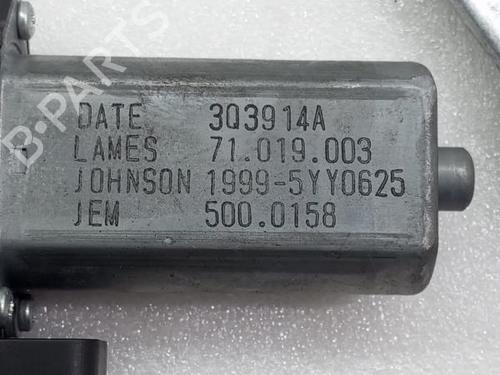 DATE 3Q3914A
LAMES 71.019.003
JOHNSON 1999-5YY0625
JEM 500.0158
B-PARTS